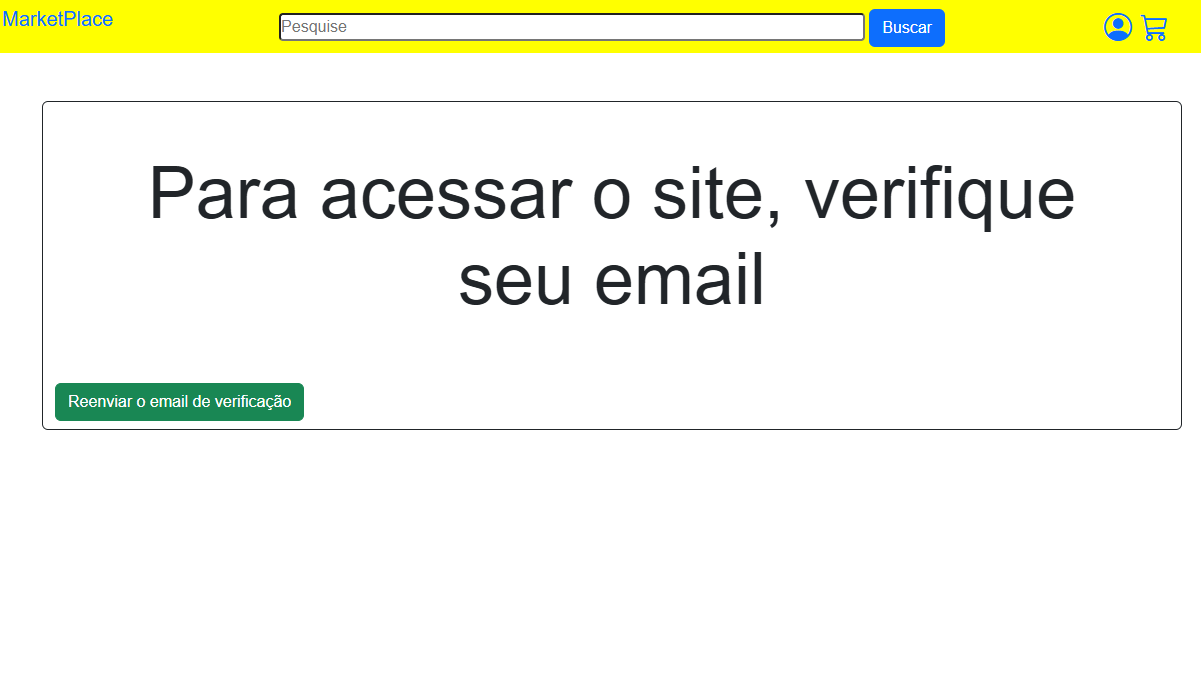 MarketPlace
Pesquise
Buscar
Para acessar o site, verifique
seu email
Reenviar o email de verificação